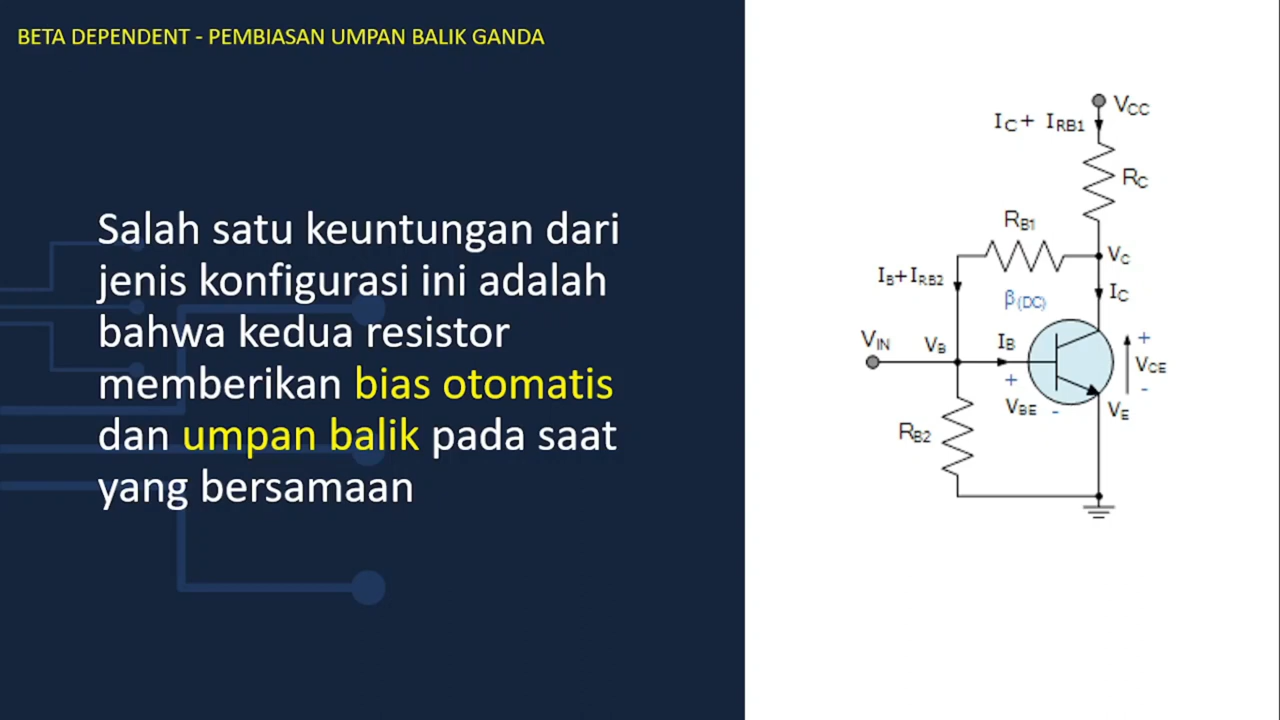 BETA DEPENDENT - PEMBIASAN UMPAN BALIK GANDA
Salah satu keuntungan dari
jenis konfigurasi ini adalah
bahwa kedua resistor
memberikan bias otomatis
dan umpan balik pada saat
yang bersamaan
VCC
IC+ IRB1
RC
RB1
VC
IB+IRB2
β(DC)
IC
VIN
VB
IB
+
VCE
-
+
VBE -
VE
RB2